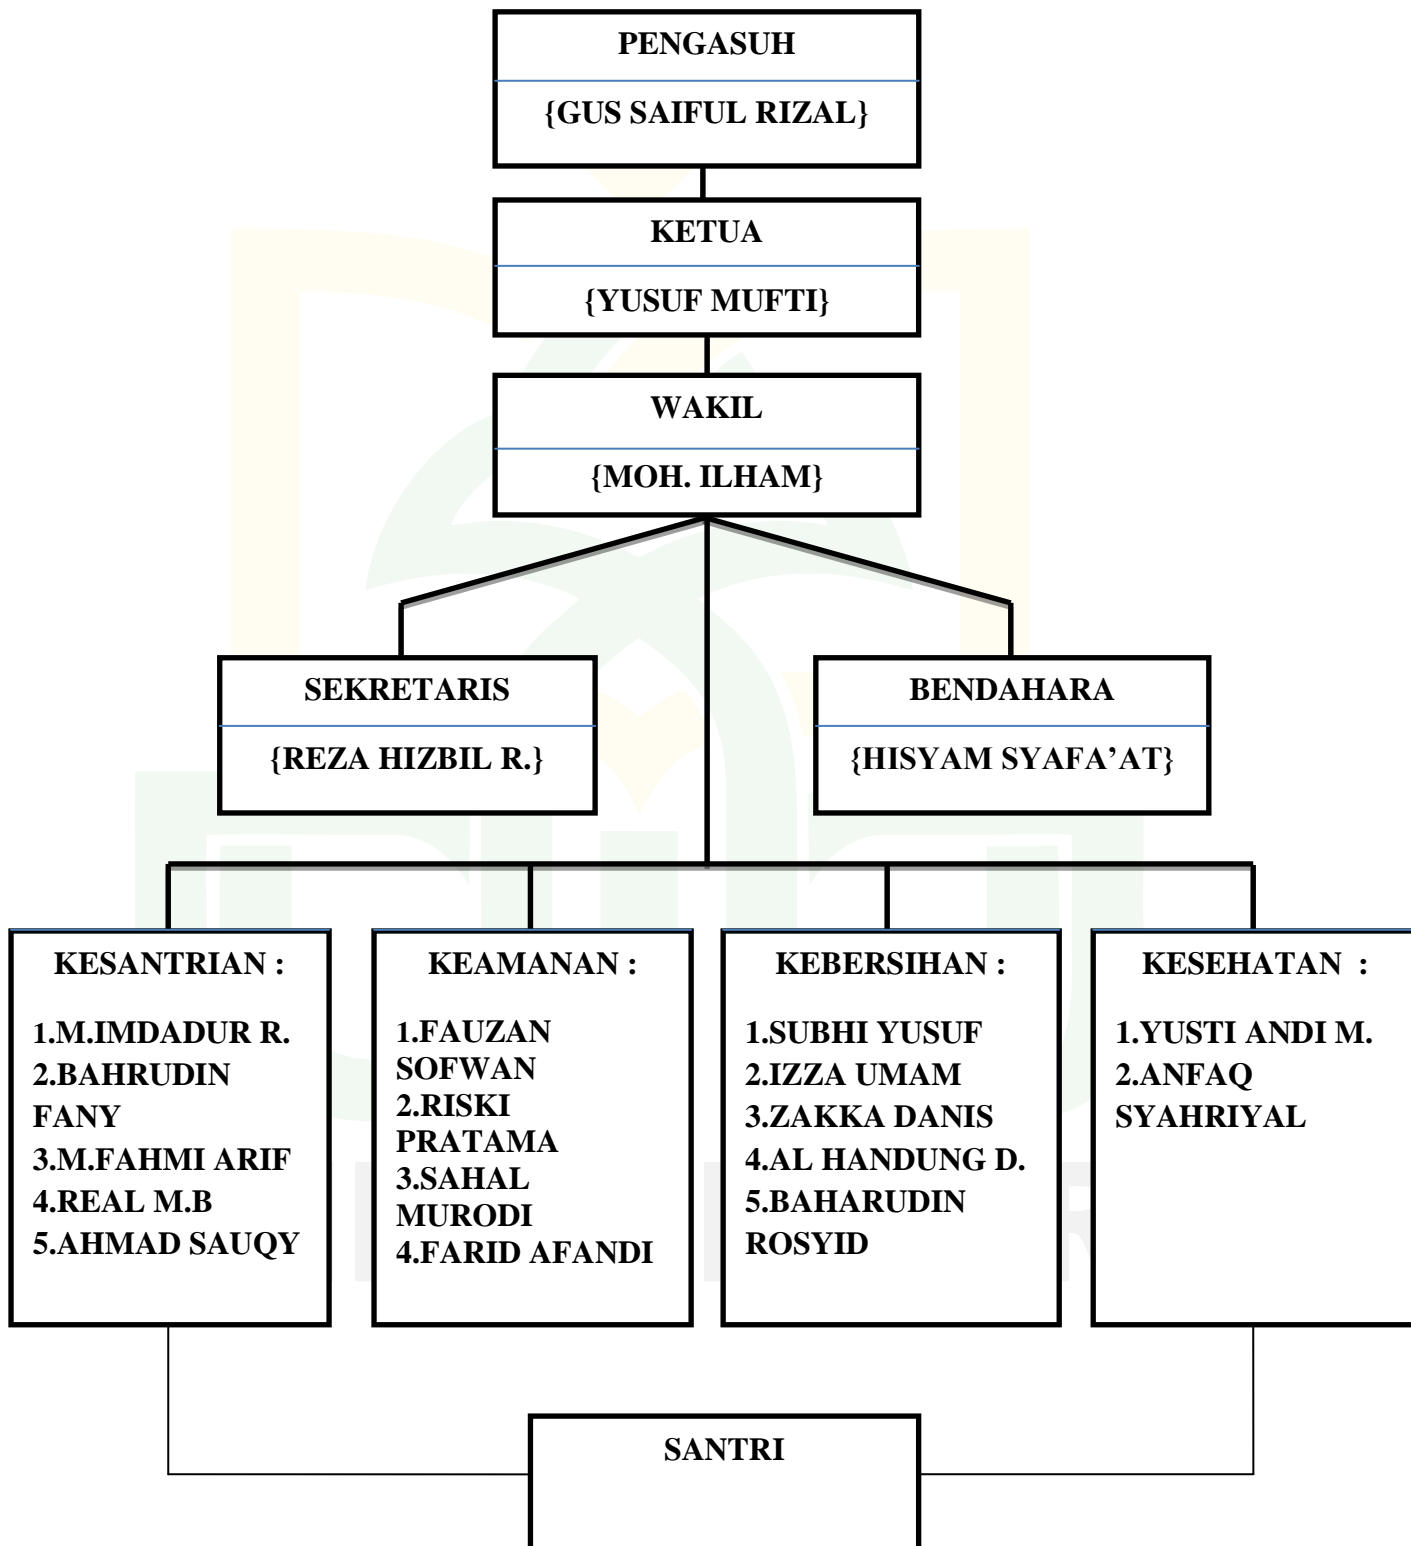 PENGASUH
{GUS SAIFUL RIZAL}
KETUA
{YUSUF MUFTI}
WAKIL
{MOH. ILHAM}
SEKRETARIS
{REZA HIZBIL R.}
BENDAHARA
{HISYAM SYAFA’AT}
KESANTRIAN :
1.M.IMDADUR R.
2.BAHRUDIN
FANY
3.M.FAHMI ARIF
4.REAL M.B
5.AHMAD SAUQY
KEAMANAN :
1.FAUZAN
SOFWAN
2.RISKI
PRATAMA
3.SAHAL
MURODI
4.FARID AFANDI
KEBERSIHAN :
1.SUBHI YUSUF
2.IZZA UMAM
3.ZAKKA DANIS
4.AL HANDUNG D.
5.BAHARUDIN
ROSYID
KESEHATAN  :
1.YUSTI ANDI M.
2.ANFAQ
SYAHRIYAL
SANTRI